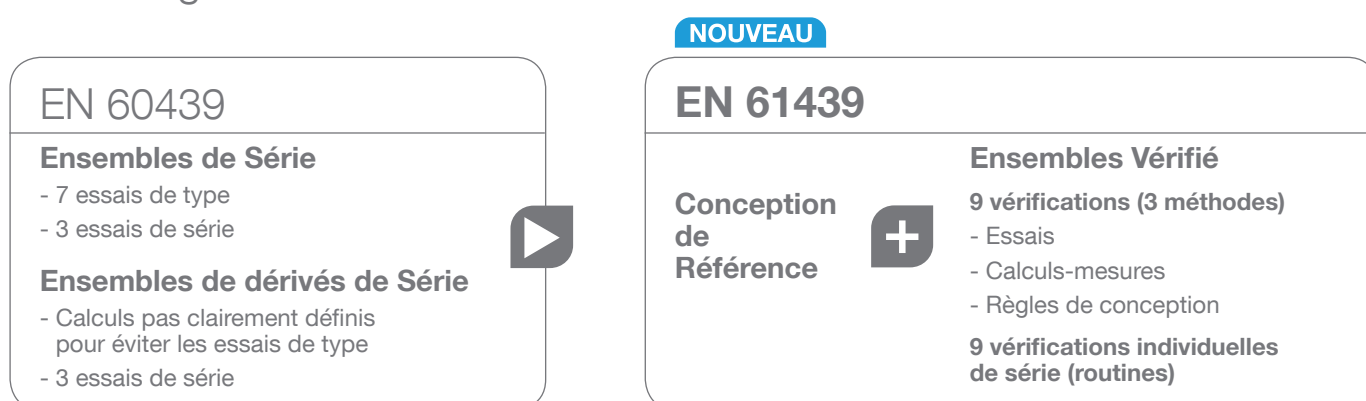 NOUVEAU
EN 60439
Ensembles de Série
- 7 essais de type
- 3 essais de série
Ensembles de dérivés de Série
- Calculs pas clairement définis
pour éviter les essais de type
- 3 essais de série
EN 61439
Conception
de
Référence
Ensembles Vérifié
9 vérifications (3 méthodes)
- Essais
- Calculs-mesures
- Règles de conception
9 vérifications individuelles
de série (routines)